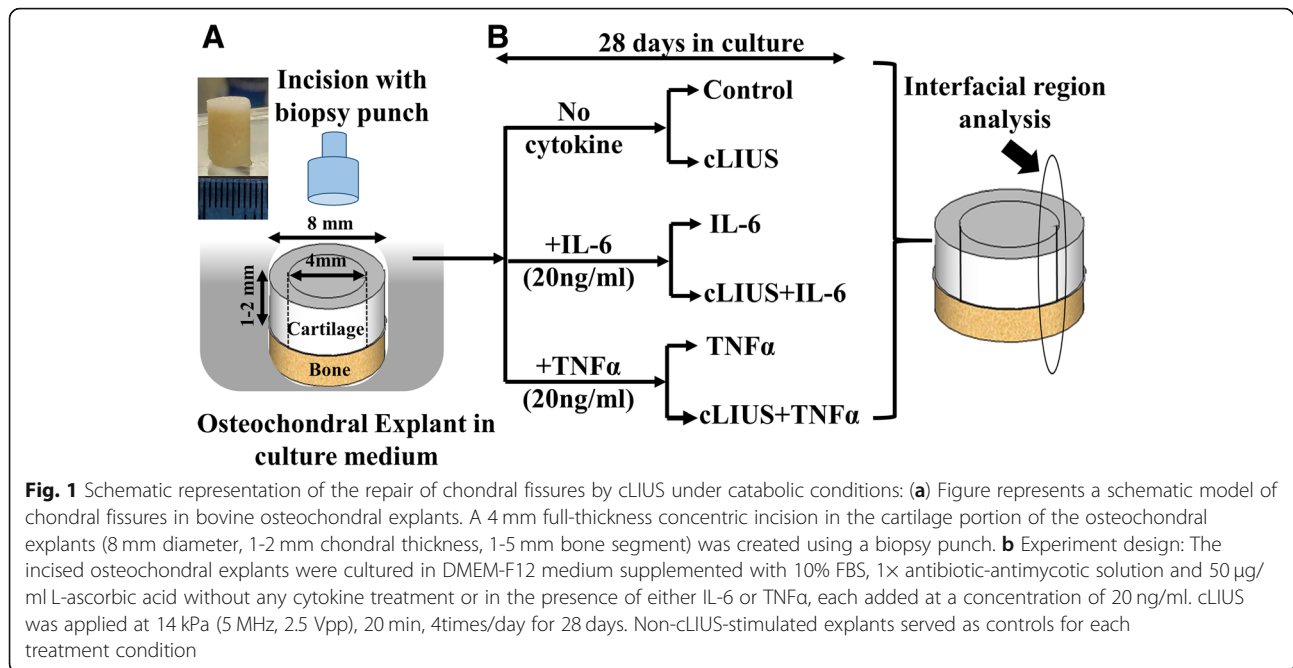 A
B
28 days in culture
Incision with
biopsy punch
8 mm
4mm
1-2 mm
Cartilage
Bone
Osteochondral Explant in
culture medium
No
cytokine
Control
cLIUS
+IL-6
(20ng/ml)
IL-6
cLIUS+IL-6
+TNFα
(20ng/ml)
TNFα
cLIUS+TNFα
Interfacial region
analysis
Fig. 1 Schematic representation of the repair of chondral fissures by cLIUS under catabolic conditions: (a) Figure represents a schematic model of
chondral fissures in bovine osteochondral explants. A 4 mm full-thickness concentric incision in the cartilage portion of the osteochondral
explants (8 mm diameter, 1-2 mm chondral thickness, 1-5 mm bone segment) was created using a biopsy punch. b Experiment design: The
incised osteochondral explants were cultured in DMEM-F12 medium supplemented with 10% FBS, 1× antibiotic-antimycotic solution and 50 μg/
ml L-ascorbic acid without any cytokine treatment or in the presence of either IL-6 or TNFα, each added at a concentration of 20 ng/ml. cLIUS
was applied at 14 kPa (5 MHz, 2.5 Vpp), 20 min, 4times/day for 28 days. Non-cLIUS-stimulated explants served as controls for each
treatment condition